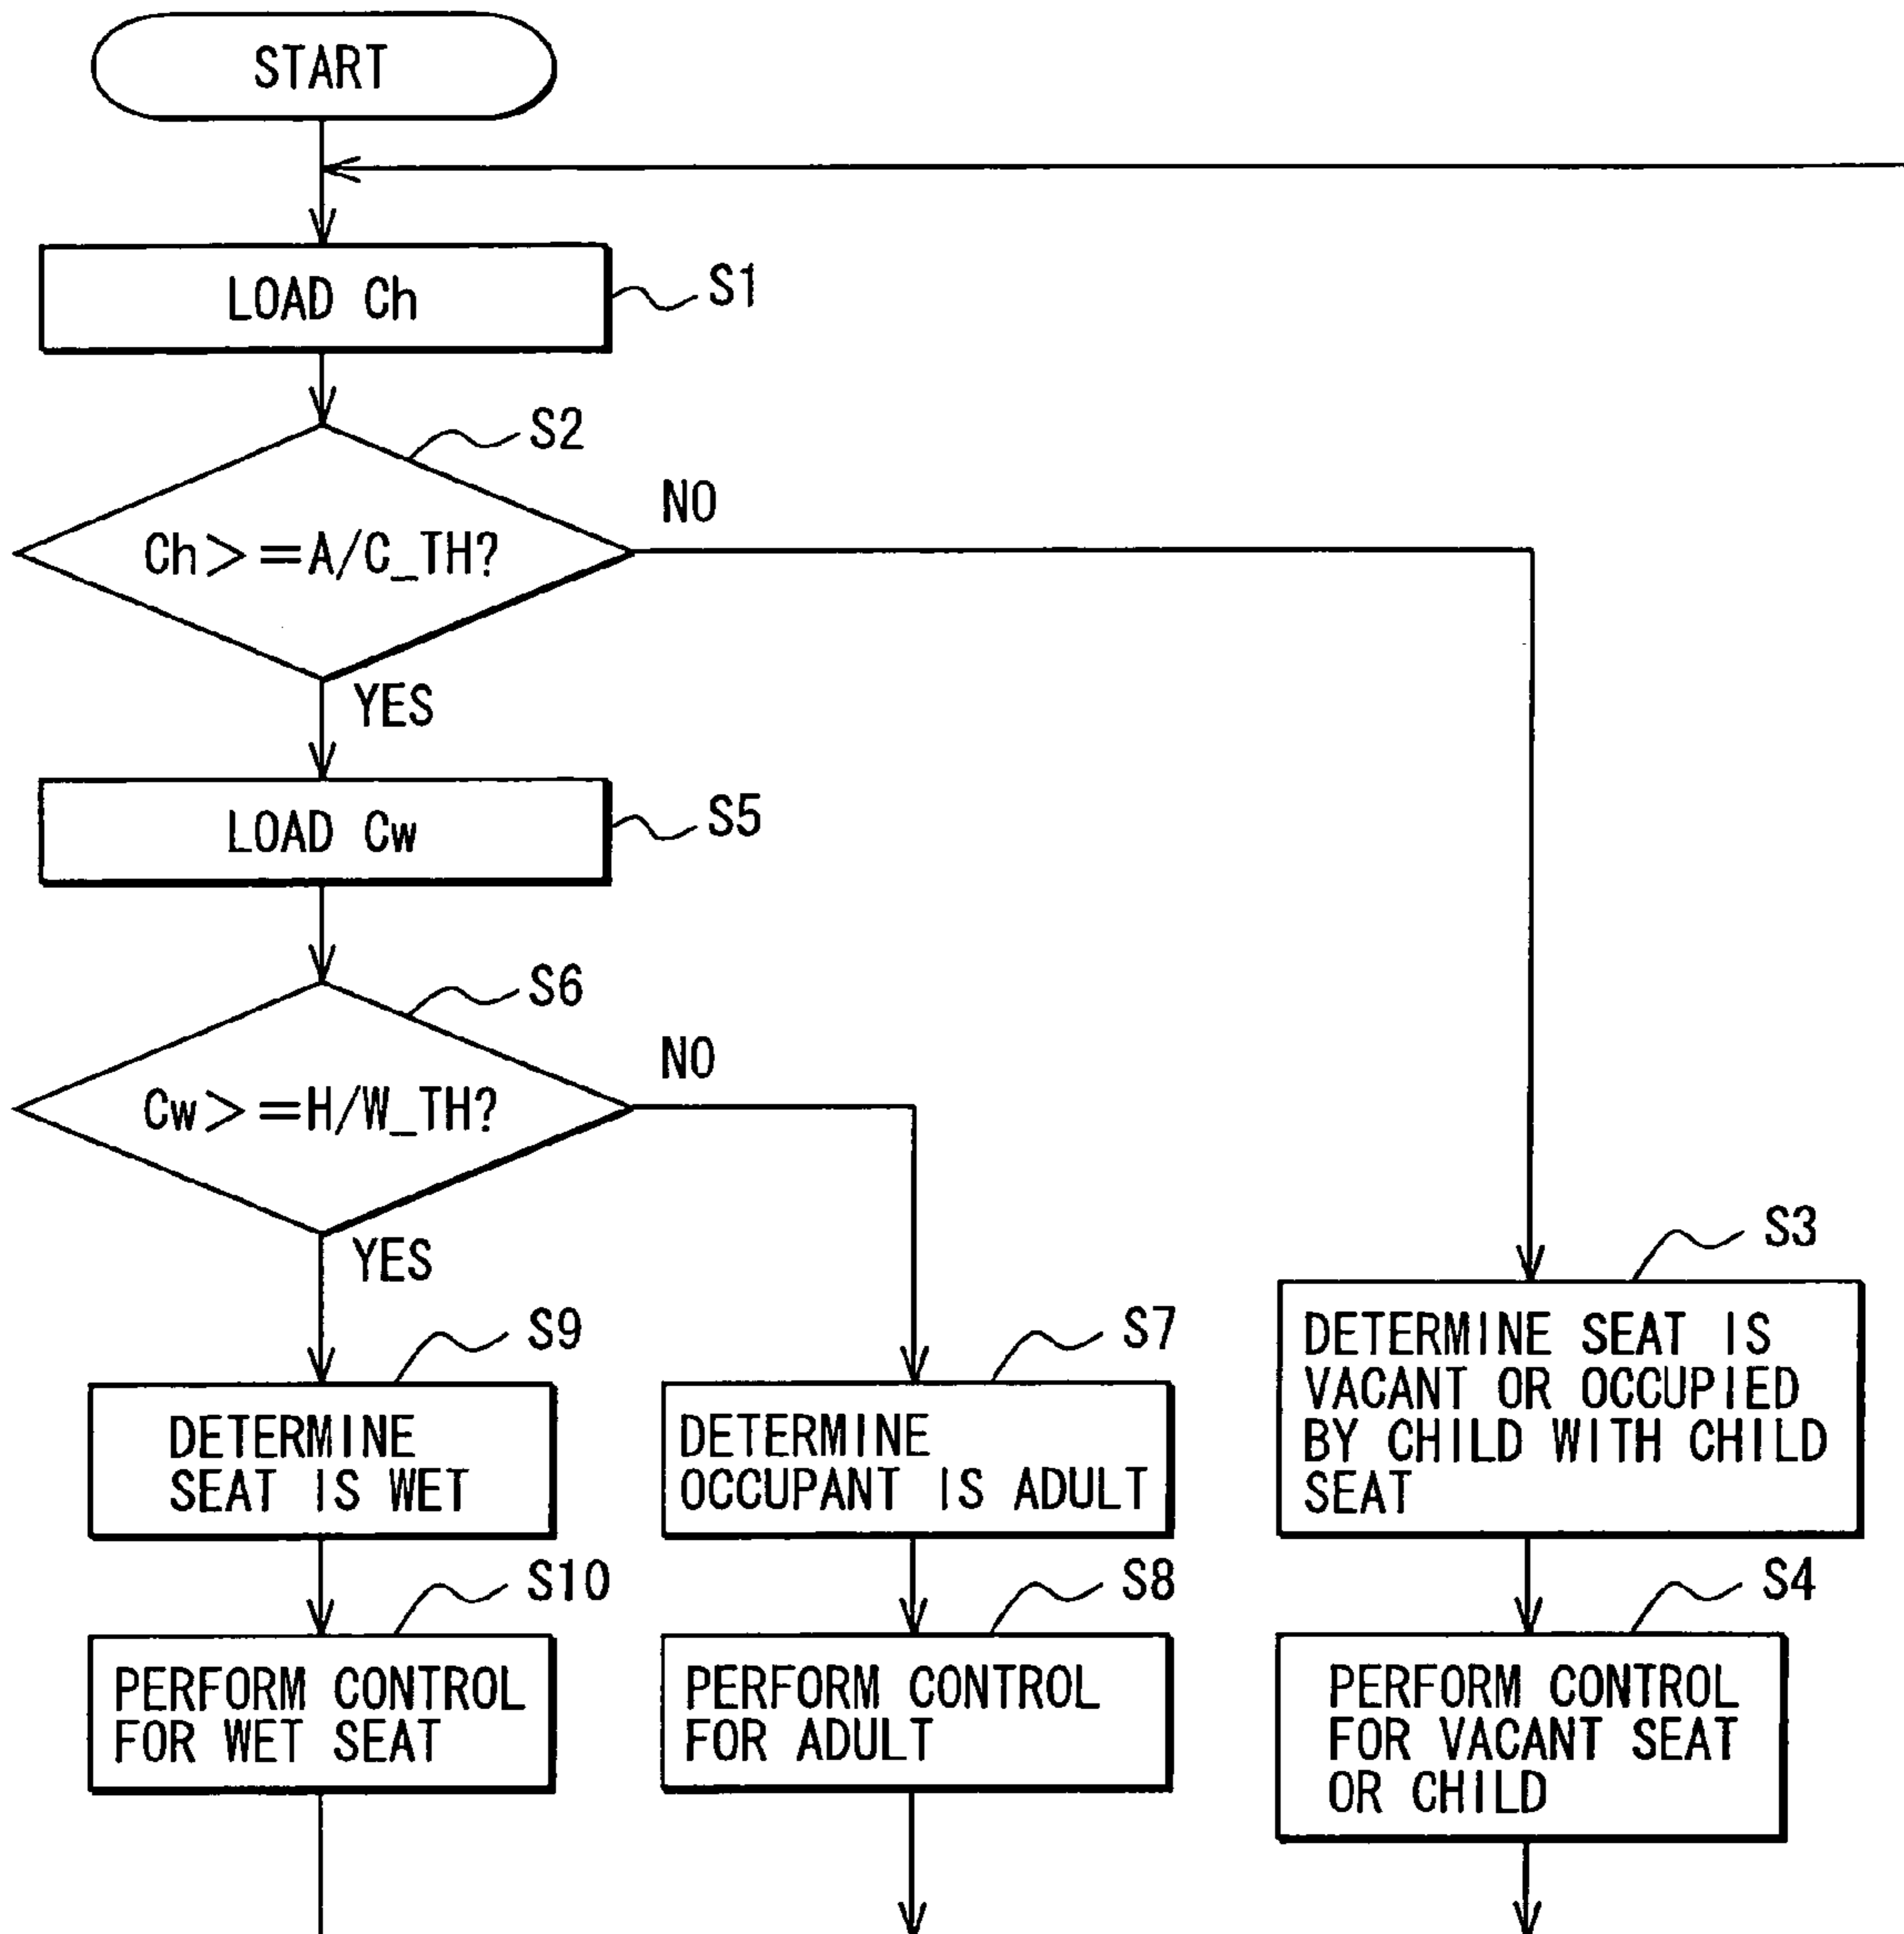 START
LOAD Ch
S1
S2
Ch>=A/C_TH?
NO
YES
LOAD Cw
S5
S6
Cw>=H/W_TH?
NO
YES
S9
DETERMINE
SEAT IS WET
S7
DETERMINE
OCCUPANT IS ADULT
S3
DETERMINE SEAT IS
VACANT OR OCCUPIED
BY CHILD WITH CHILD
SEAT
S10
PERFORM CONTROL
FOR WET SEAT
S8
PERFORM CONTROL
FOR ADULT
S4
PERFORM CONTROL
FOR VACANT SEAT
OR CHILD